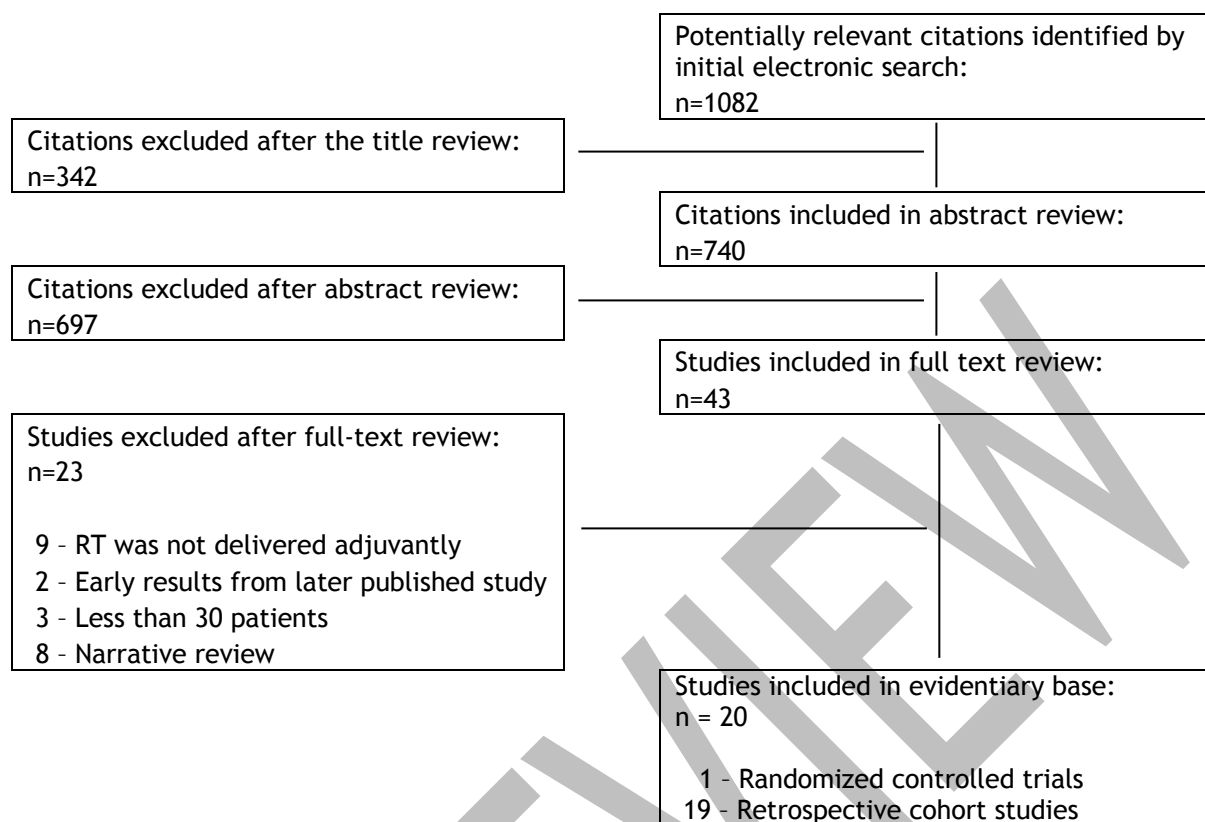 Potentially relevant citations identified by
initial electronic search:
n=1082
Citations excluded after the title review:
n=342
Citations included in abstract review:
n=740
Citations excluded after abstract review:
n=697
Studies included in full text review:
n=43
Studies excluded after full-text review:
n=23
9 – RT was not delivered adjuvantly
2 – Early results from later published study
3 – Less than 30 patients
8 – Narrative review
Studies included in evidentiary base:
n = 20
1 – Randomized controlled trials
19 – Retrospective cohort studies
VIEW